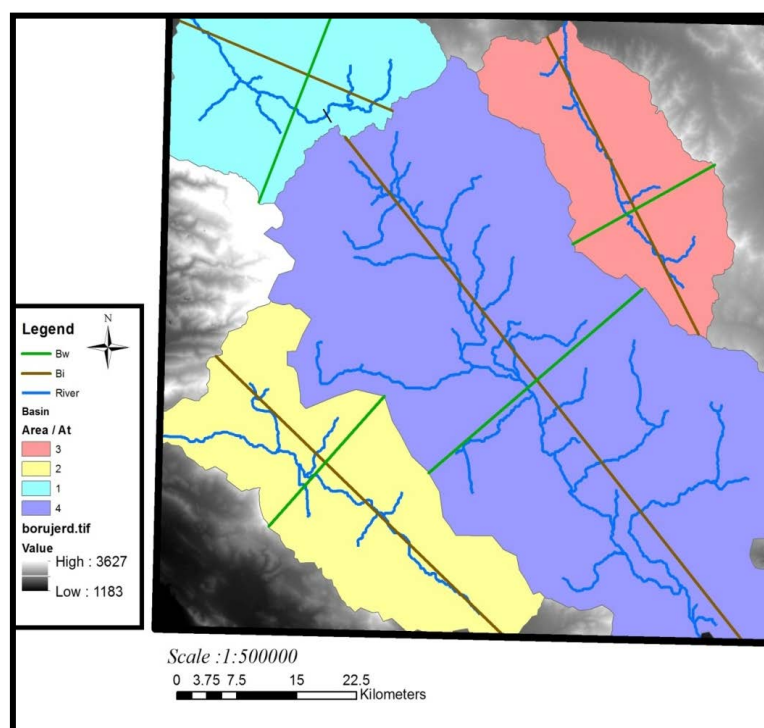 Legend
N
Bw
Bi
River
Basin
Area / At
3
2
1
4
borujerd.tif
Value
High : 3627
Low : 1183
Scale :1:500000
0 3.75 7.5 15 22.5
Kilometers